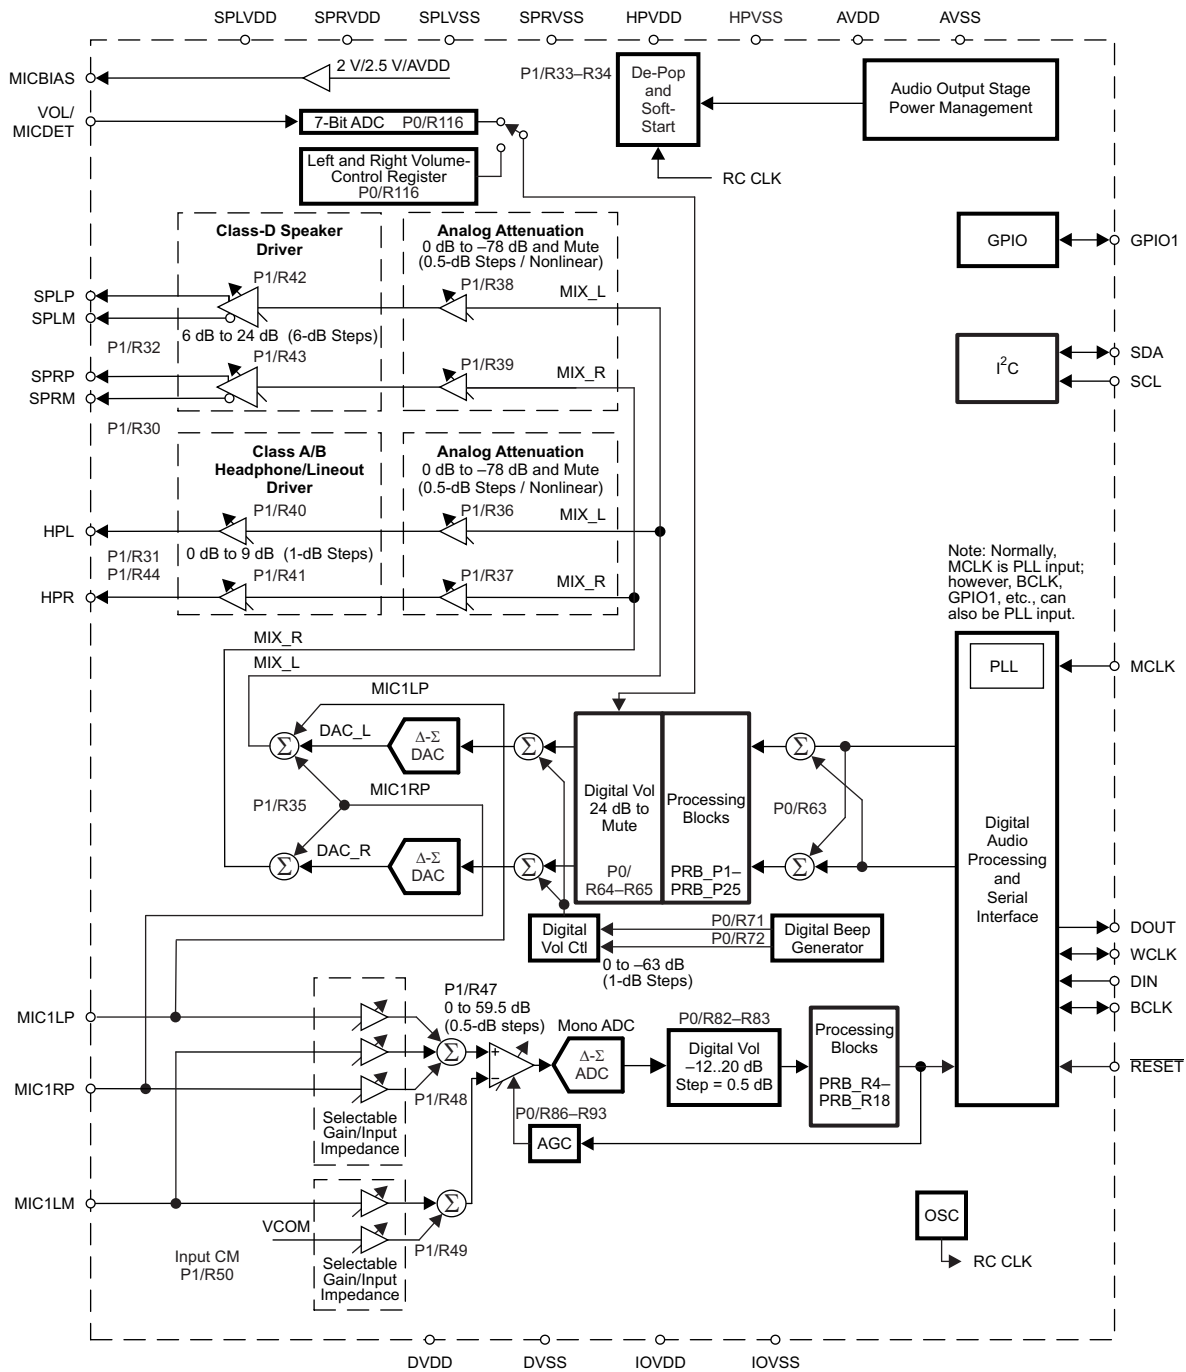 SPLVDD SPRVDD SPLVSS SPRVSS HPVDD HPVSS AVDD AVSS
MICBIAS
2 V/2.5 V/AVDD
P1/R33–R34
De-Pop
and
Soft-
Start
Audio Output Stage
Power Management
VOL/
MICDET
7-Bit ADC P0/R116
Left and Right Volume-
Control Register
P0/R116
RC CLK
Class-D Speaker
Driver
Analog Attenuation
0 dB to –78 dB and Mute
(0.5-dB Steps / Nonlinear)
GPIO
GPIO1
P1/R42
P1/R38
MIX_L
SPLP
SPLM
6 dB to 24 dB (6-dB Steps)
P1/R32
P1/R43
P1/R39
MIX_R
SPRP
SPRM
I2C
SDA
SCL
P1/R30
Class A/B
Headphone/Lineout
Driver
Analog Attenuation
0 dB to –78 dB and Mute
(0.5-dB Steps / Nonlinear)
P1/R40
P1/R36
MIX_L
HPL
P1/R31
P1/R44
0 dB to 9 dB (1-dB Steps)
P1/R41
P1/R37
MIX_R
HPR
Note: Normally,
MCLK is PLL input;
however, BCLK,
GPIO1, etc., can
also be PLL input.
MIX_R
MIX_L
PLL
MCLK
MIC1LP
Σ
DAC_L
Δ-Σ
DAC
Σ
Σ
MIC1RP
P1/R35
Digital Vol
24 dB to
Mute
P0/
R64–R65
Processing
Blocks
PRB_P1–
PRB_P25
P0/R63
Digital
Audio
Processing
and
Serial
Interface
Σ
DAC_R
Δ-Σ
DAC
Σ
Σ
Digital
Vol Ctl
P0/R71
P0/R72
Digital Beep
Generator
0 to –63 dB
(1-dB Steps)
DOUT
WCLK
DIN
BCLK
RESET
MIC1LP
P1/R47
0 to 59.5 dB
(0.5-dB steps)
Mono ADC
P0/R82–R83
Σ
+
–
Δ-Σ
ADC
Digital Vol
–12..20 dB
Step = 0.5 dB
Processing
Blocks
PRB_R4–
PRB_R18
MIC1RP
P1/R48
Selectable
Gain/Input
Impedance
P0/R86–R93
AGC
MIC1LM
Σ
VCOM
P1/R49
Input CM
P1/R50
Selectable
Gain/Input
Impedance
OSC
RC CLK
DVDD DVSS IOVDD IOVSS